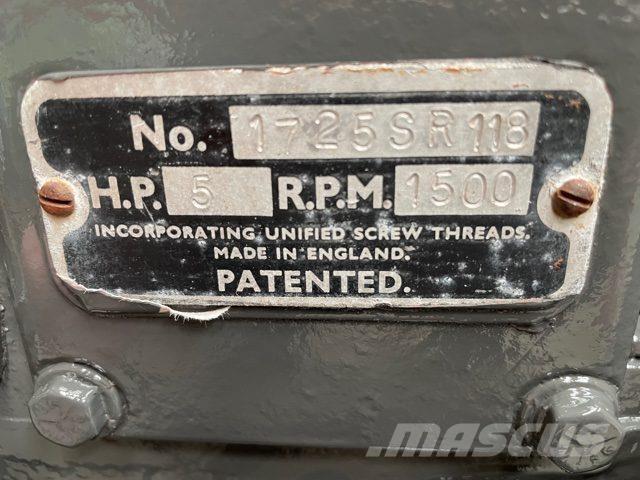 No. 1725SR118
H.P. 5 R.P.M. 1500
INCORPORATING UNIFIED SCREW THREADS.
MADE IN ENGLAND.
PATENTED.
MASCUS